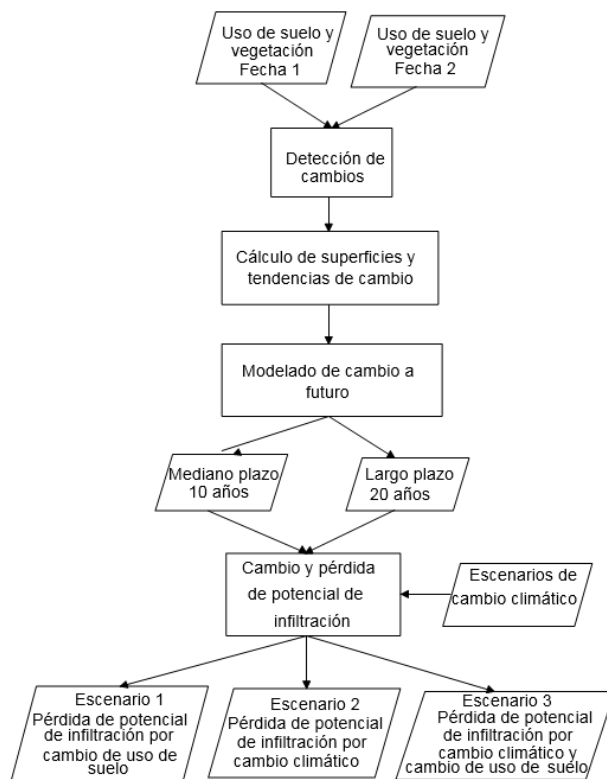 Uso de suelo y
vegetación
Fecha 1
Uso de suelo y
vegetación
Fecha 2
Detección de
cambios
Cálculo de superficies y
tendencias de cambio
Modelado de cambio a
futuro
Mediano plazo
10 años
Largo plazo
20 años
Cambio y pérdida
de potencial de
infiltración
Escenarios de
cambio climático
Escenario 1
Pérdida de potencial
de infiltración por
cambio de uso de
suelo
Escenario 2
Pérdida de potencial
de infiltración por
cambio climático
Escenario 3
Pérdida de potencial
de infiltración por
cambio climático y
cambio de uso de suelo